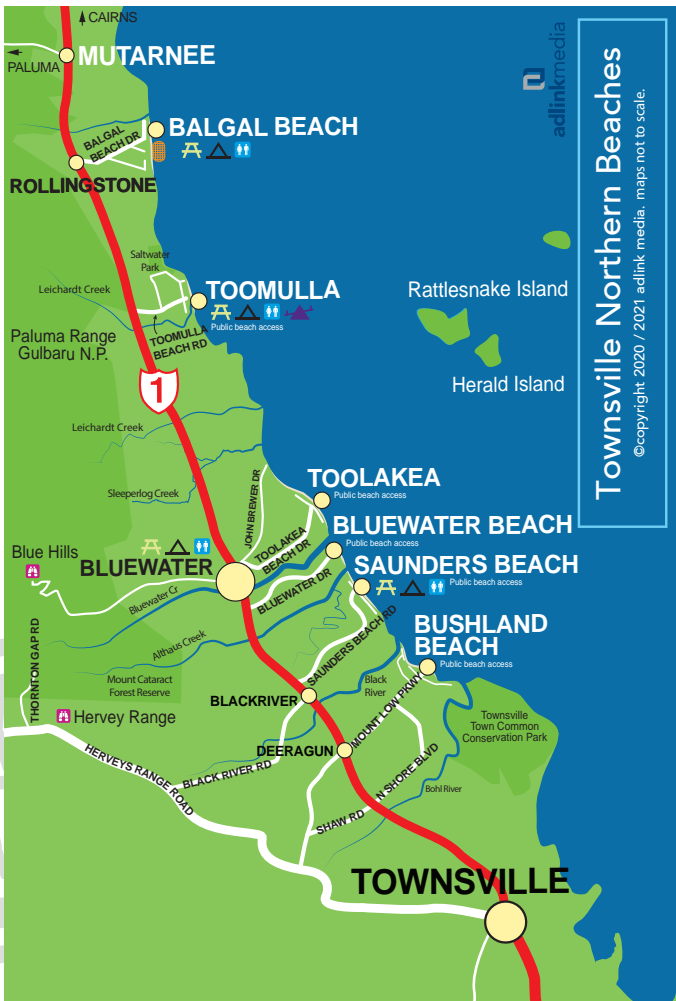 CAIRNS
MUTARNEE
PALUMA
BALGAL BEACH
BALGAL
BEACH DR
ROLLINGSTONE
adlinkmedia
Townsville Northern Beaches
©copyright 2020 / 2021 adlink media. maps not to scale.
Saltwater
Park
Leichardt Creek
TOOMULLA
Public beach access
TOOMULLA
BEACH RD
Paluma Range
Gulbaru N.P.
Rattlesnake Island
Herald Island
1
Leichardt Creek
Sleeperlog Creek
JOHN BREWER DR
TOOLAKEA
Public beach access
BLUEWATER BEACH
Public beach access
TOOLAKEA
BEACH DR
Blue Hills
BLUEWATER
SAUNDERS BEACH
Public beach access
Bluewater Cr
BLUEWATER DR
Althaus Creek
SAUNDERS BEACH RD
BUSHLAND
BEACH
Public beach access
THORNTON GAP RD
Mount Cataract
Forest Reserve
Black
River
BLACKRIVER
Hervey Range
MOUNT LOW PKWY
Townsville
Town Common
Conservation Park
DEERAGUN
HERVEYS RANGE ROAD
BLACK RIVER RD
N SHORE BLVD
Bohl River
SHAW RD
TOWNSVILLE